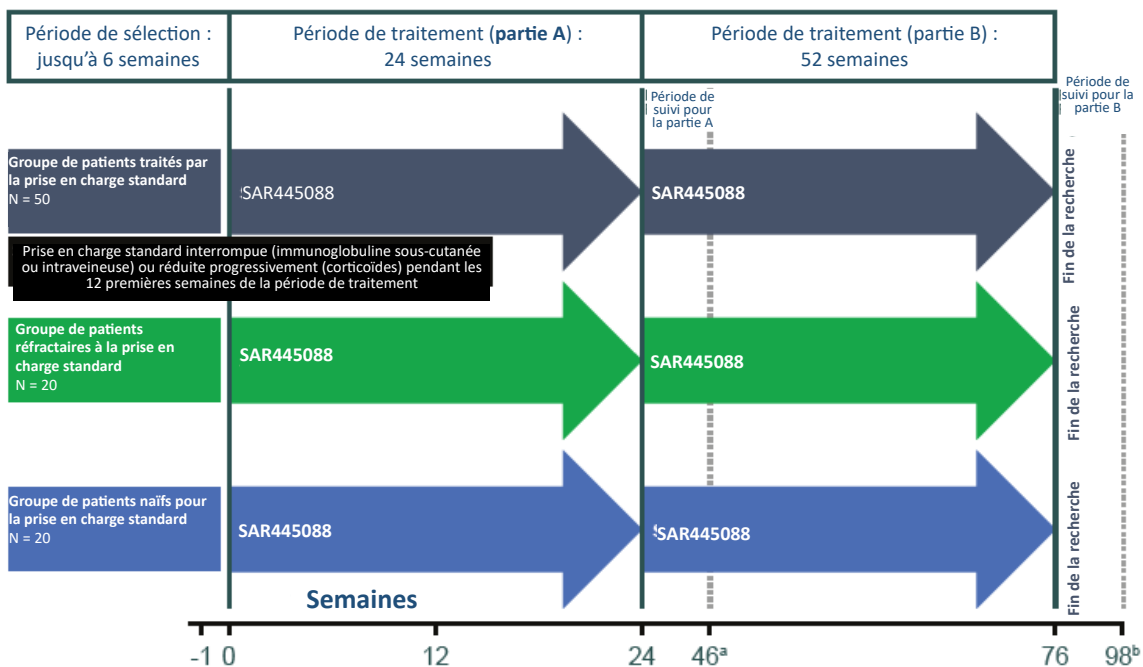 Période de sélection :
jusqu'à 6 semaines
Période de traitement (partie A) :
24 semaines
Période de traitement (partie B) :
52 semaines
Période de
suivi pour
la partie A
Période de
suivi pour la
partie B
Groupe de patients traités par
la prise en charge standard
N = 50
SAR445088
SAR445088
Fin de la recherche
Prise en charge standard interrompue (immunoglobuline sous-cutanée
ou intraveineuse) ou réduite progressivement (corticoïdes) pendant les
12 premières semaines de la période de traitement
Groupe de patients
réfractaires à la prise en
charge standard
N = 20
SAR445088
SAR445088
Fin de la recherche
Groupe de patients naïfs pour
la prise en charge standard
N = 20
SAR445088
SAR445088
Fin de la recherche
Semaines
-1 0 12 24 46ª 76 98ᵇ